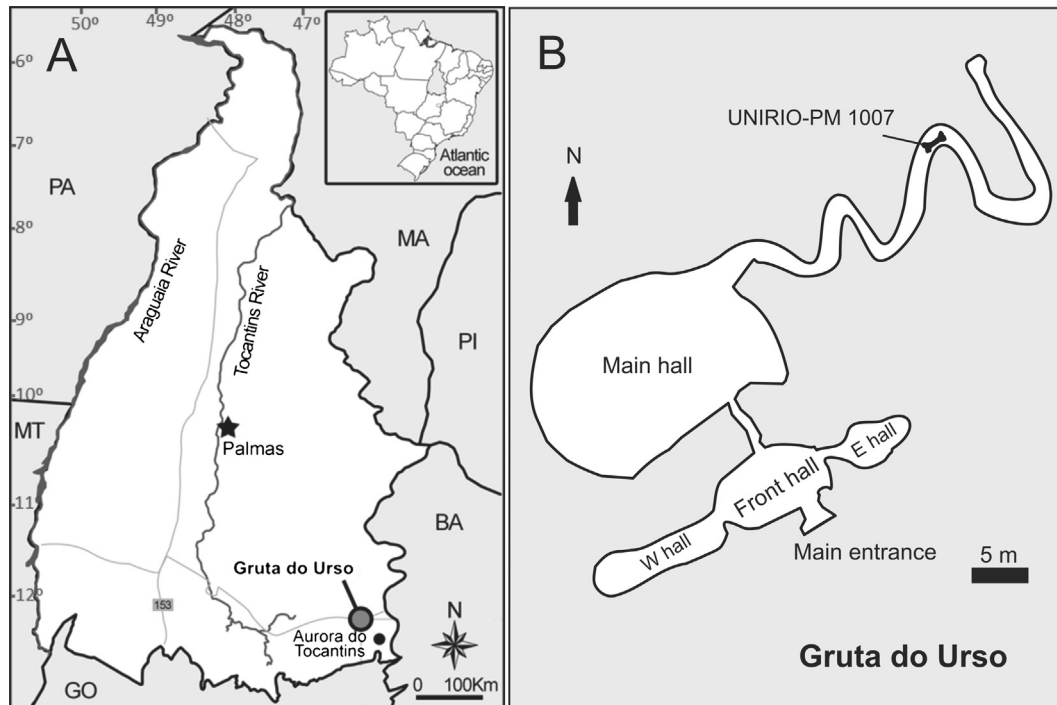 A
50º 49º 48º 47º
6º
7º
8º
9º
10º
11º
12º
PA
MT
GO
MA
PI
BA
Araguaia River
Tocantins River
Palmas
Gruta do Urso
153
Aurora do
Tocantins
N
0 100Km
Atlantic
ocean
B
UNIRIO-PM 1007
N
Main hall
E hall
Front hall
W hall
Main entrance
5 m
Gruta do Urso